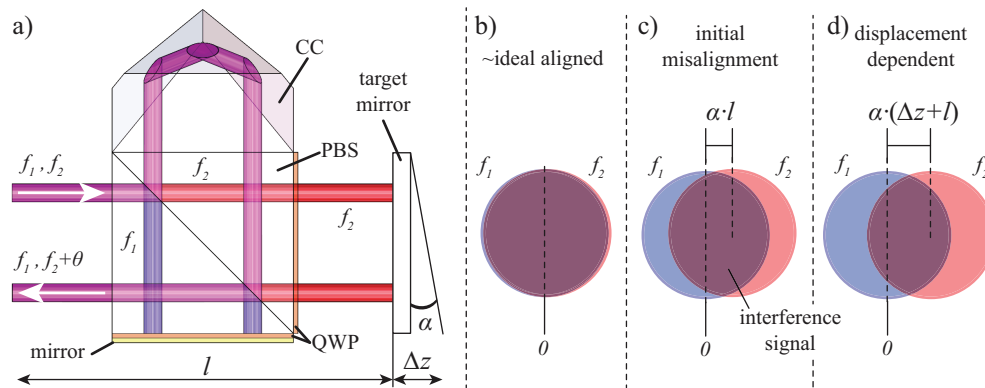 a)
CC
target
mirror
PBS
f₁ , f₂
f₂
f₂
f₁
f₁ , f₂+θ
α
mirror
QWP
l
Δz
b)
~ideal aligned
f₁
f₂
0
c)
initial
misalignment
α·l
f₁
f₂
interference
signal
0
d)
displacement
dependent
α·(Δz+l)
f₁
f₂
0